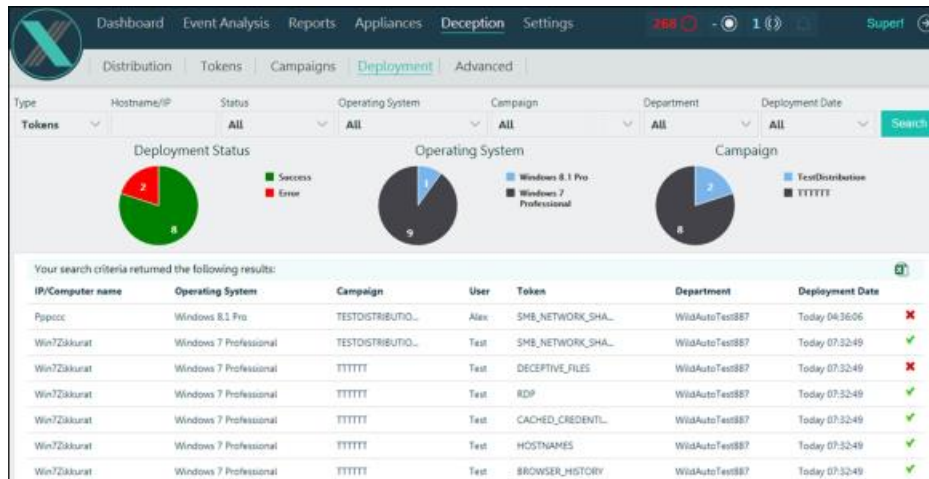 Dashboard Event Analysis Reports Appliances Deception Settings 268 - 1 Superf
Distribution Tokens Campaigns Deployment Advanced
Type Hostname/IP Status Operating System Campaign Department Deployment Date
Tokens All All All All All Search
Deployment Status Operating System Campaign
2 8 Success Error
1 9 Windows 8.1 Pro Windows 7 Professional
2 8 TestDistribution TTTTTT
Your search criteria returned the following results:
IP/Computer name Operating System Campaign User Token Department Deployment Date
Pppccc Windows 8.1 Pro TESTDISTRIBUTIO... Alex SMB_NETWORK_SHA... WildAutoTest887 Today 04:36:06
Win7Zikkurat Windows 7 Professional TESTDISTRIBUTIO... Test SMB_NETWORK_SHA... WildAutoTest887 Today 07:32:49
Win7Zikkurat Windows 7 Professional TTTTTT Test DECEPTIVE_FILES WildAutoTest887 Today 07:32:49
Win7Zikkurat Windows 7 Professional TTTTTT Test RDP WildAutoTest887 Today 07:32:49
Win7Zikkurat Windows 7 Professional TTTTTT Test CACHED_CREDENTI... WildAutoTest887 Today 07:32:49
Win7Zikkurat Windows 7 Professional TTTTTT Test HOSTNAMES WildAutoTest887 Today 07:32:49
Win7Zikkurat Windows 7 Professional TTTTTT Test BROWSER_HISTORY WildAutoTest887 Today 07:32:49